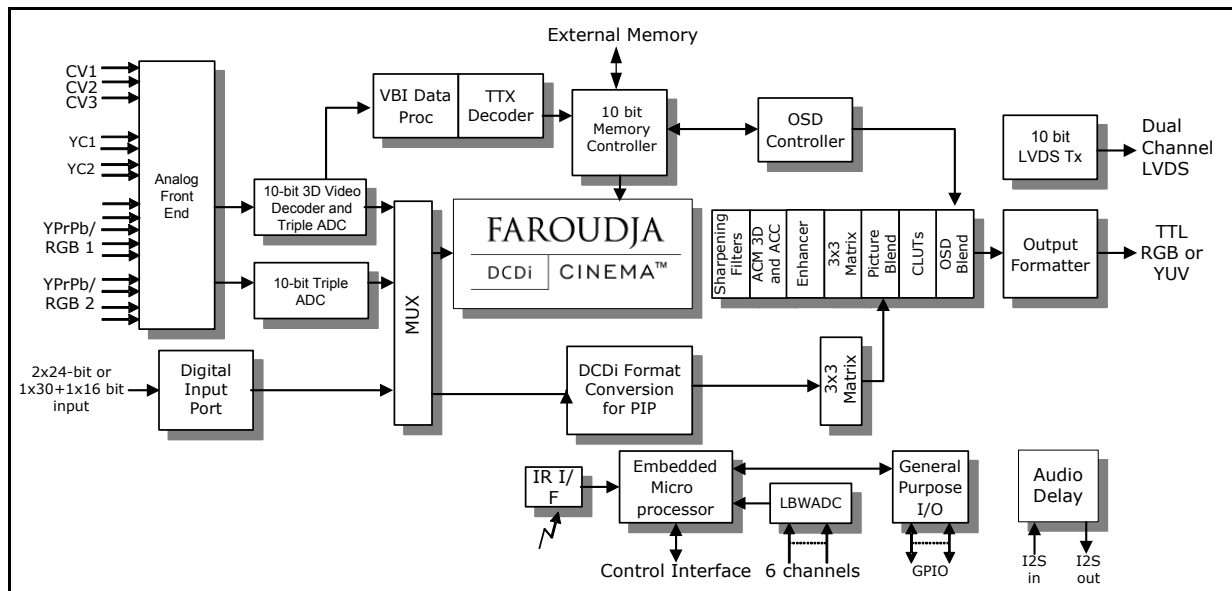 External Memory
CV1
CV2
CV3
YC1
YC2
YPrPb/
RGB 1
YPrPb/
RGB 2
Analog
Front
End
VBI Data
Proc
TTX
Decoder
10 bit
Memory
Controller
OSD
Controller
10 bit
LVDS Tx
Dual
Channel
LVDS
10-bit 3D Video
Decoder and
Triple ADC
10-bit Triple
ADC
MUX
FAROUDJA
DCDi CINEMA™
Sharpening
Filters
ACM 3D
and ACC
Enhancer
3x3
Matrix
Picture
Blend
CLUTs
OSD
Blend
Output
Formatter
TTL
RGB or
YUV
2x24-bit or
1x30+1x16 bit
input
Digital
Input
Port
DCDi Format
Conversion
for PIP
3x3
Matrix
IR I/
F
Embedded
Micro
processor
LBWADC
General
Purpose
I/O
Audio
Delay
Control Interface
6 channels
GPIO
I2S
in
I2S
out